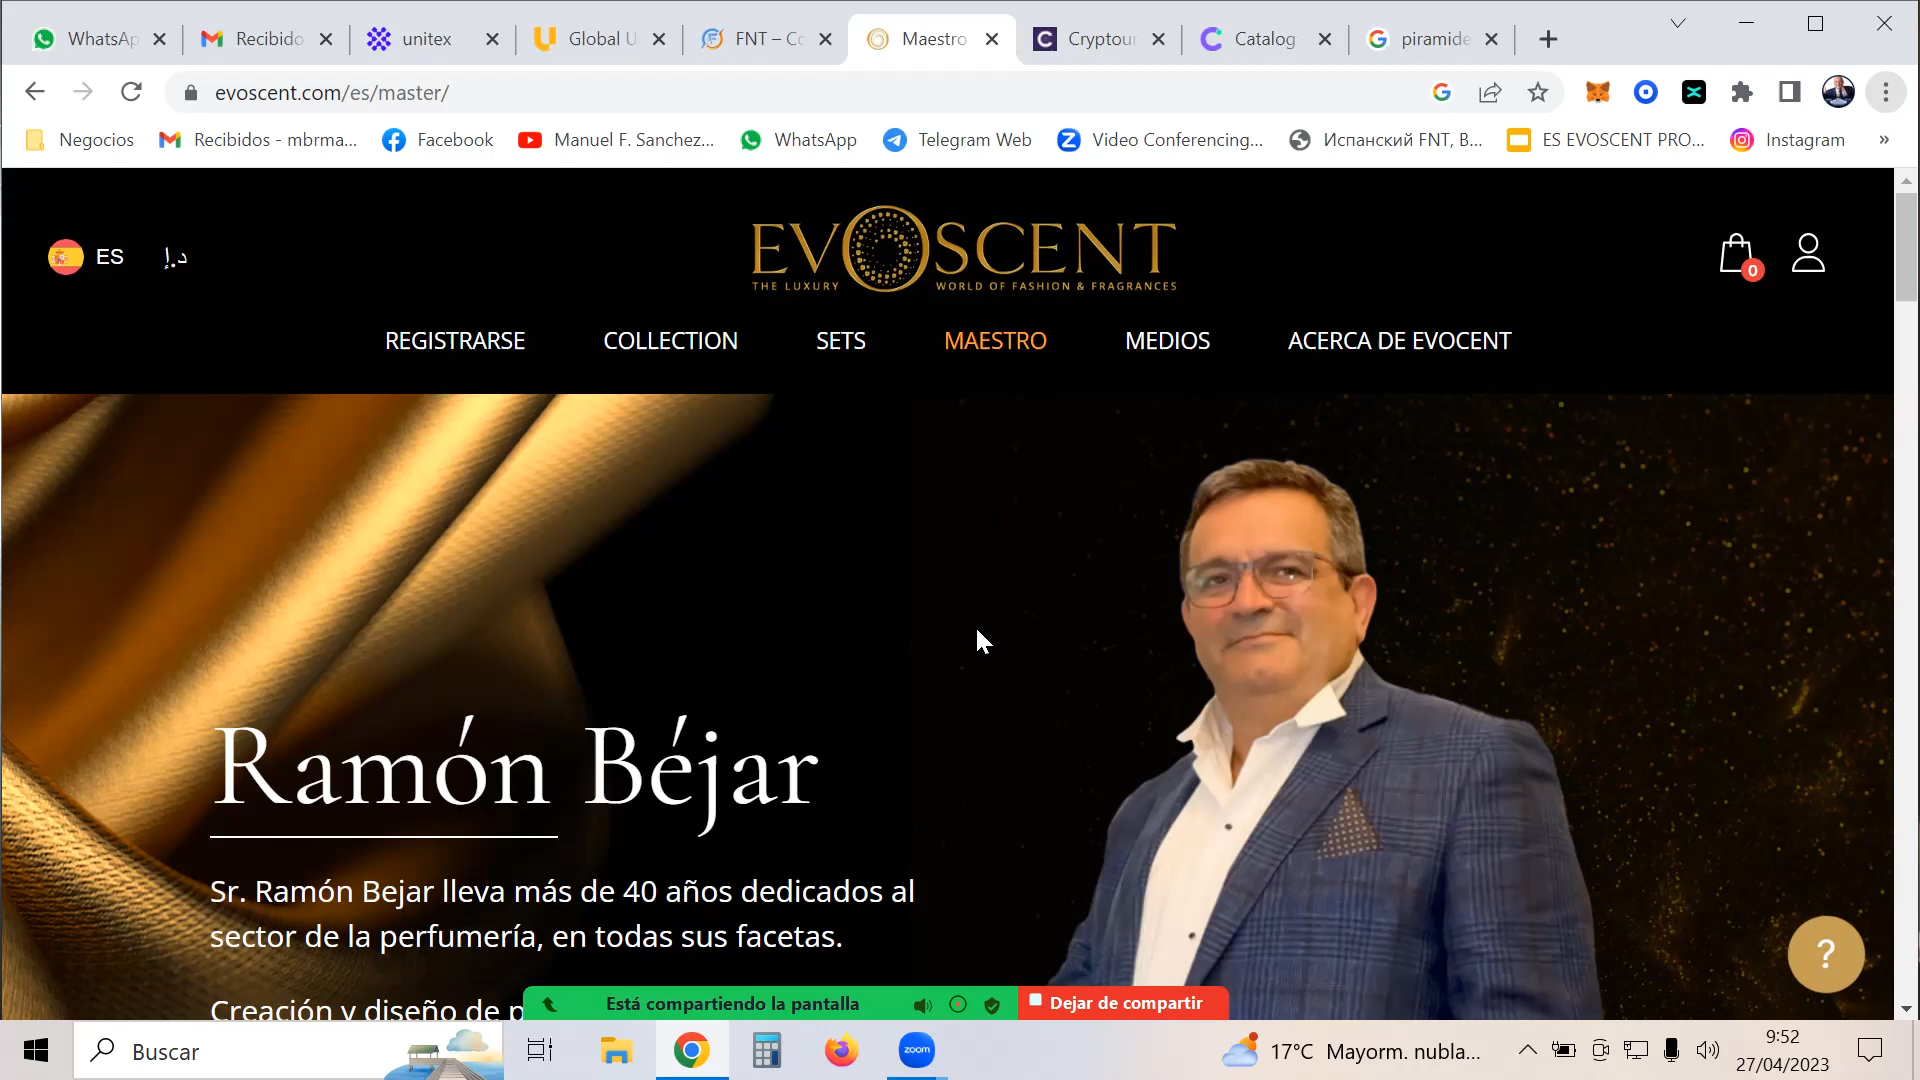 WhatsAp
Recibido
unitex
Global U
FNT – Co
Maestro
Cryptour
Catalog
piramide
evoscent.com/es/master/
Negocios
Recibidos - mbrma...
Facebook
Manuel F. Sanchez...
WhatsApp
Telegram Web
Video Conferencing...
Испанский FNT, B...
ES EVOSCENT PRO...
Instagram
»
ES
د.إ
EVOSCENT
THE LUXURY WORLD OF FASHION & FRAGRANCES
0
REGISTRARSE
COLLECTION
SETS
MAESTRO
MEDIOS
ACERCA DE EVOCENT
Ramón Béjar
Sr. Ramón Bejar lleva más de 40 años dedicados al
sector de la perfumería, en todas sus facetas.
Creación y diseño de p
?
Está compartiendo la pantalla
Dejar de compartir
Buscar
zoom
17°C Mayorm. nubla...
9:52
27/04/2023